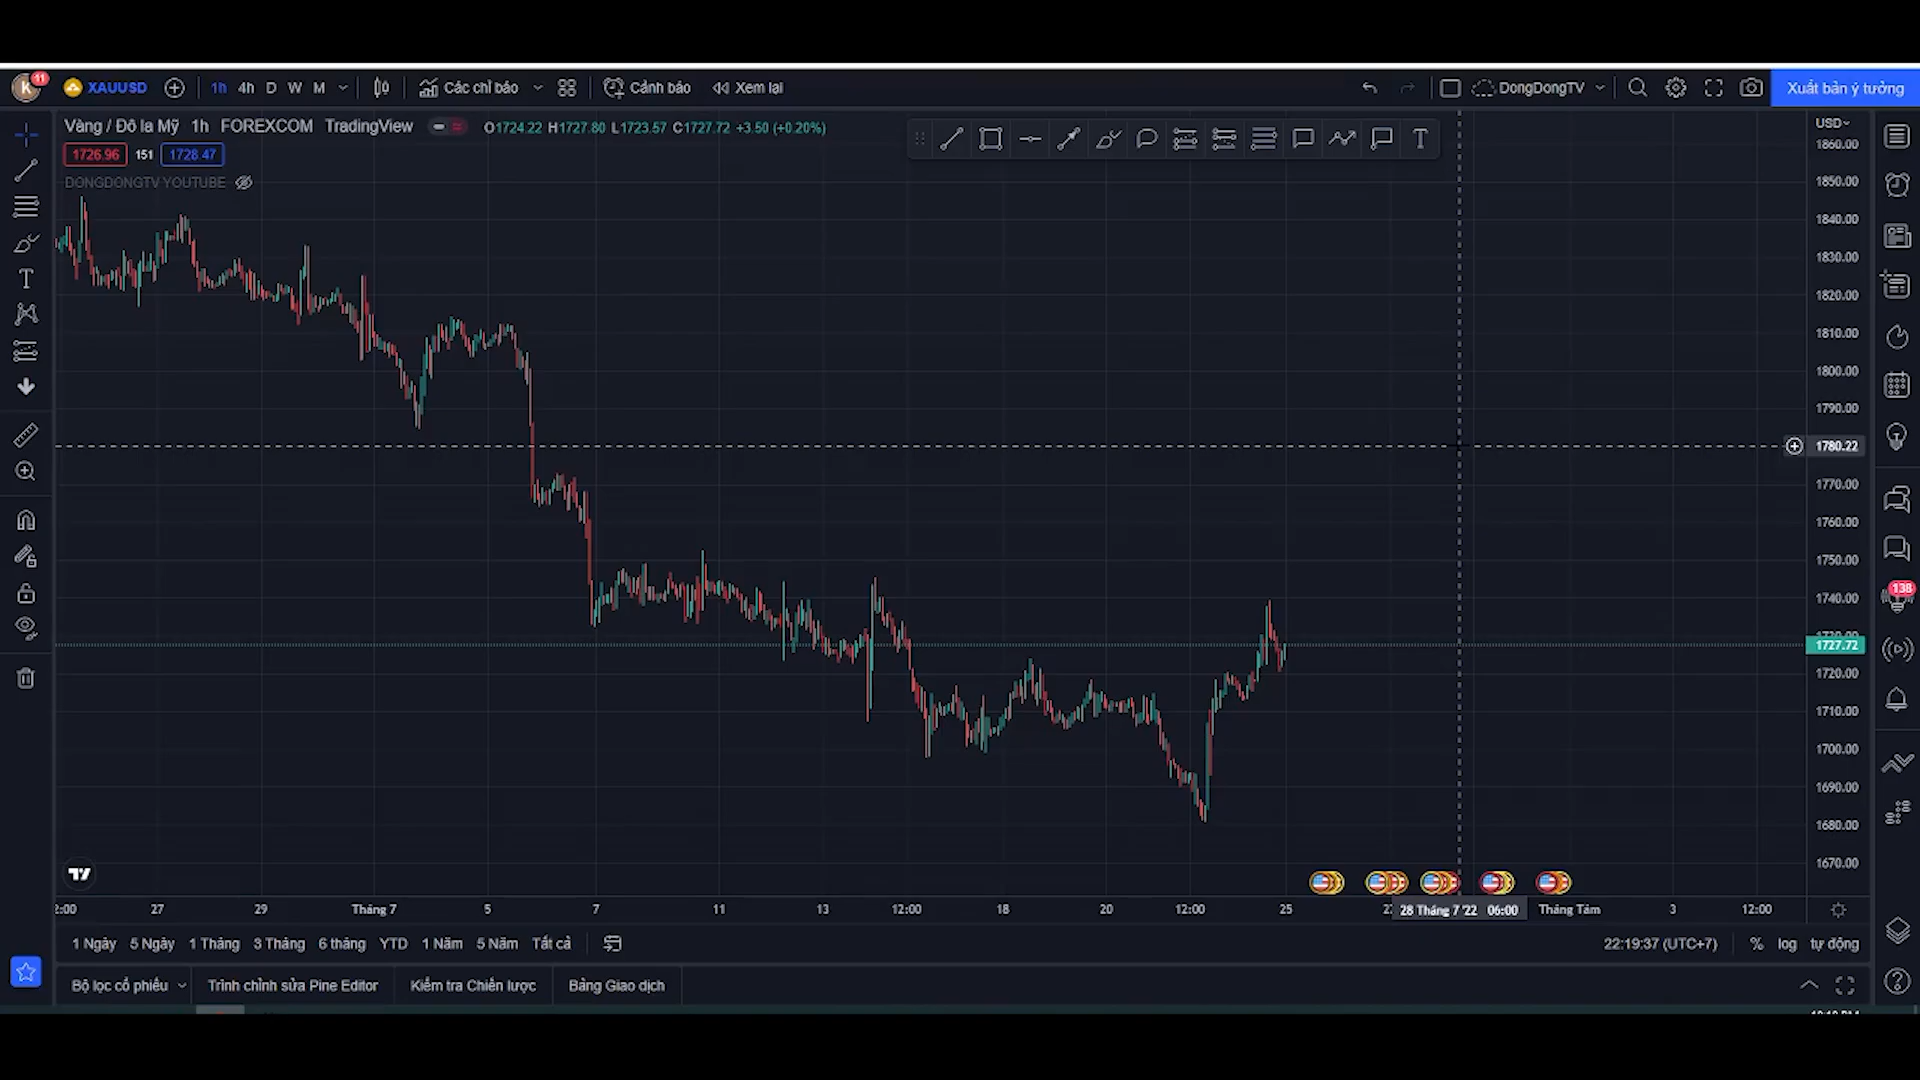 K 11 XAUUSD 1h 4h D W M Các chỉ báo Cảnh báo Xem lại DongDongTV Xuất bản ý tưởng
Vàng / Đô la Mỹ 1h FOREXCOM TradingView O1724.22 H1727.80 L1723.57 C1727.72 +3.50 (+0.20%)
1726.96 151 1728.47
DONGDONGTV YOUTUBE
USD
1860.00
1850.00
1840.00
1830.00
1820.00
1810.00
1800.00
1790.00
1780.22
1770.00
1760.00
1750.00
1740.00
1730.00
1727.72
1720.00
1710.00
1700.00
1690.00
1680.00
1670.00
138
2:00 27 29 Tháng 7 5 7 11 13 12:00 18 20 12:00 25 28 Tháng 7 '22 06:00 Tháng Tám 3 12:00
1 Ngày 5 Ngày 1 Tháng 3 Tháng 6 tháng YTD 1 Năm 5 Năm Tất cả 22:19:37 (UTC+7) % log tự động
Bộ lọc cổ phiếu Trình chỉnh sửa Pine Editor Kiểm tra Chiến lược Bảng Giao dịch